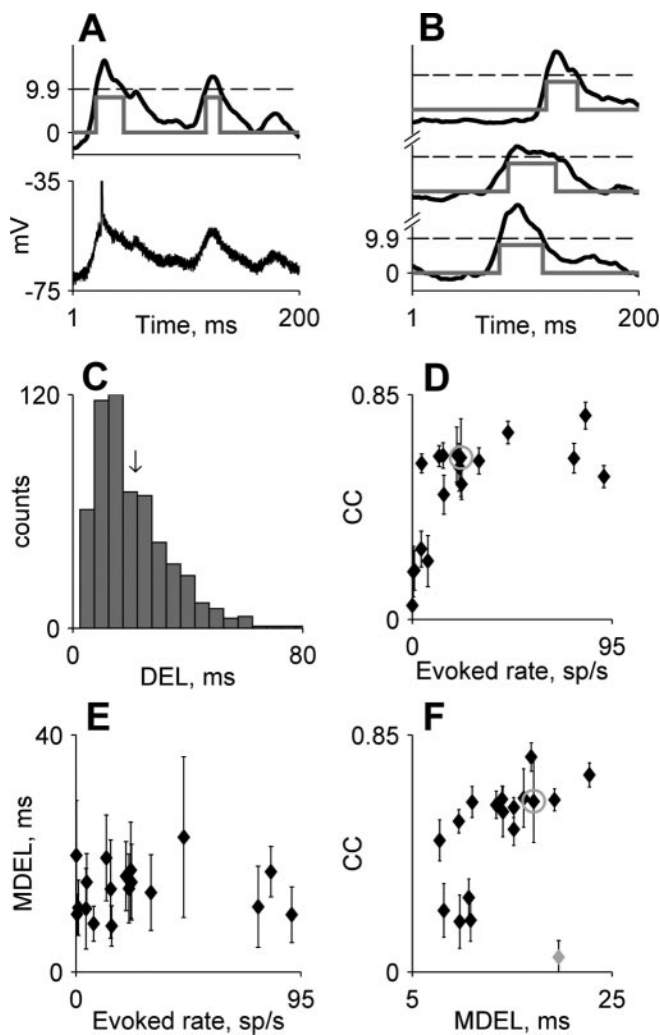 A
9.9
0
-35
mV
-75
1 200
Time, ms
B
9.9
0
1 200
Time, ms
C
120
counts
0
0 80
DEL, ms
D
0.85
CC
0
0 95
Evoked rate, sp/s
E
40
MDEL, ms
0
0 95
Evoked rate, sp/s
F
0.85
CC
0
5 25
MDEL, ms